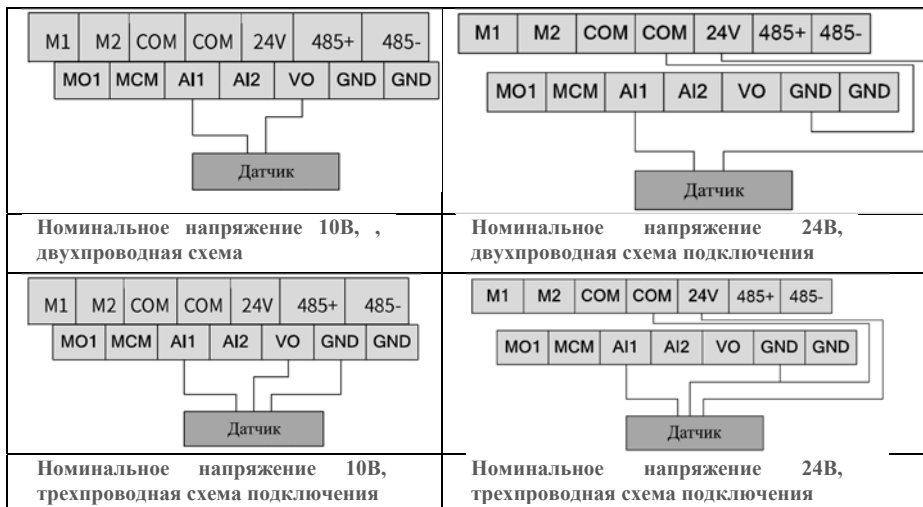 M1 M2 COM COM 24V 485+ 485-
MO1 MCM AI1 AI2 VO GND GND
Датчик
Номинальное напряжение 10В, ,
двухпроводная схема
M1 M2 COM COM 24V 485+ 485-
MO1 MCM AI1 AI2 VO GND GND
Датчик
Номинальное напряжение 24В,
двухпроводная схема подключения
M1 M2 COM COM 24V 485+ 485-
MO1 MCM AI1 AI2 VO GND GND
Датчик
Номинальное напряжение 10В,
трехпроводная схема подключения
M1 M2 COM COM 24V 485+ 485-
MO1 MCM AI1 AI2 VO GND GND
Датчик
Номинальное напряжение 24В,
трехпроводная схема подключения